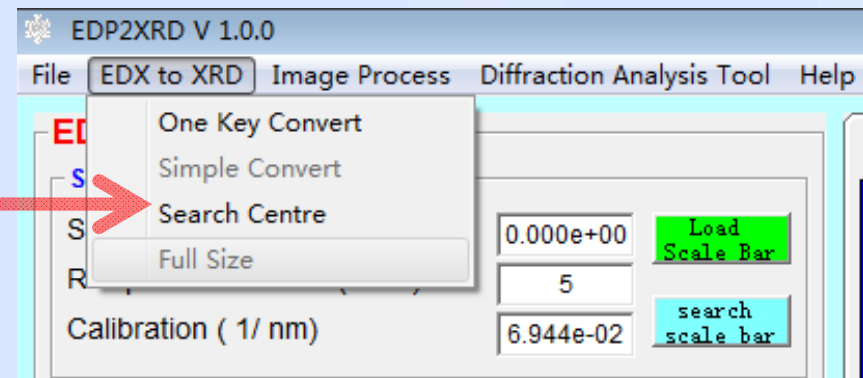 EDP2XRD V 1.0.0
File EDX to XRD Image Process Diffraction Analysis Tool Help
One Key Convert
Simple Convert
Search Centre
Full Size
0.000e+00
Load
Scale Bar
5
Calibration ( 1/ nm)
6.944e-02
search
scale bar